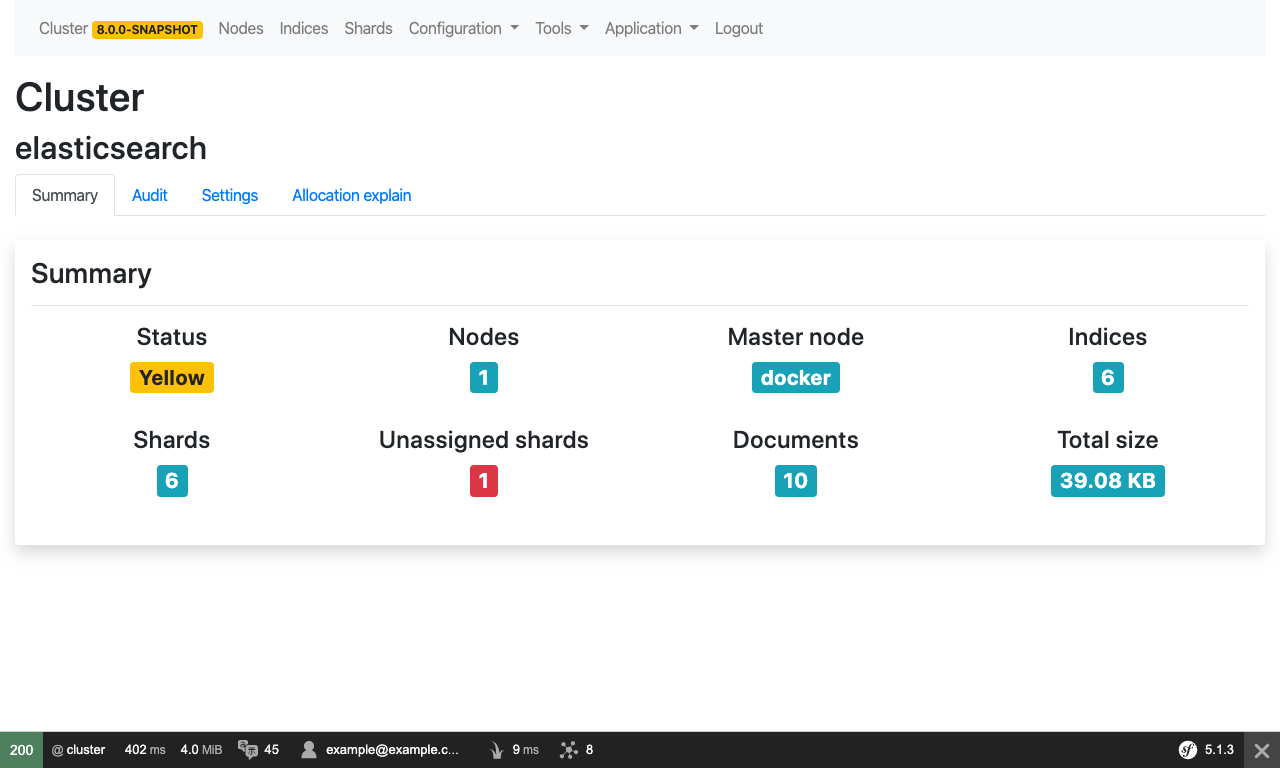 Cluster 8.0.0-SNAPSHOT Nodes Indices Shards Configuration Tools Application Logout
Cluster
elasticsearch
Summary Audit Settings Allocation explain
Summary
Status Nodes Master node Indices
Yellow 1 docker 6
Shards Unassigned shards Documents Total size
6 1 10 39.08 KB
200 @ cluster 402 ms 4.0 MiB 45 example@example.c... 9 ms 8 sf 5.1.3